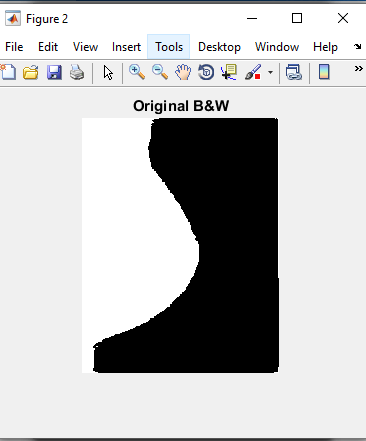 Figure 2
File Edit View Insert Tools Desktop Window Help
Original B&W